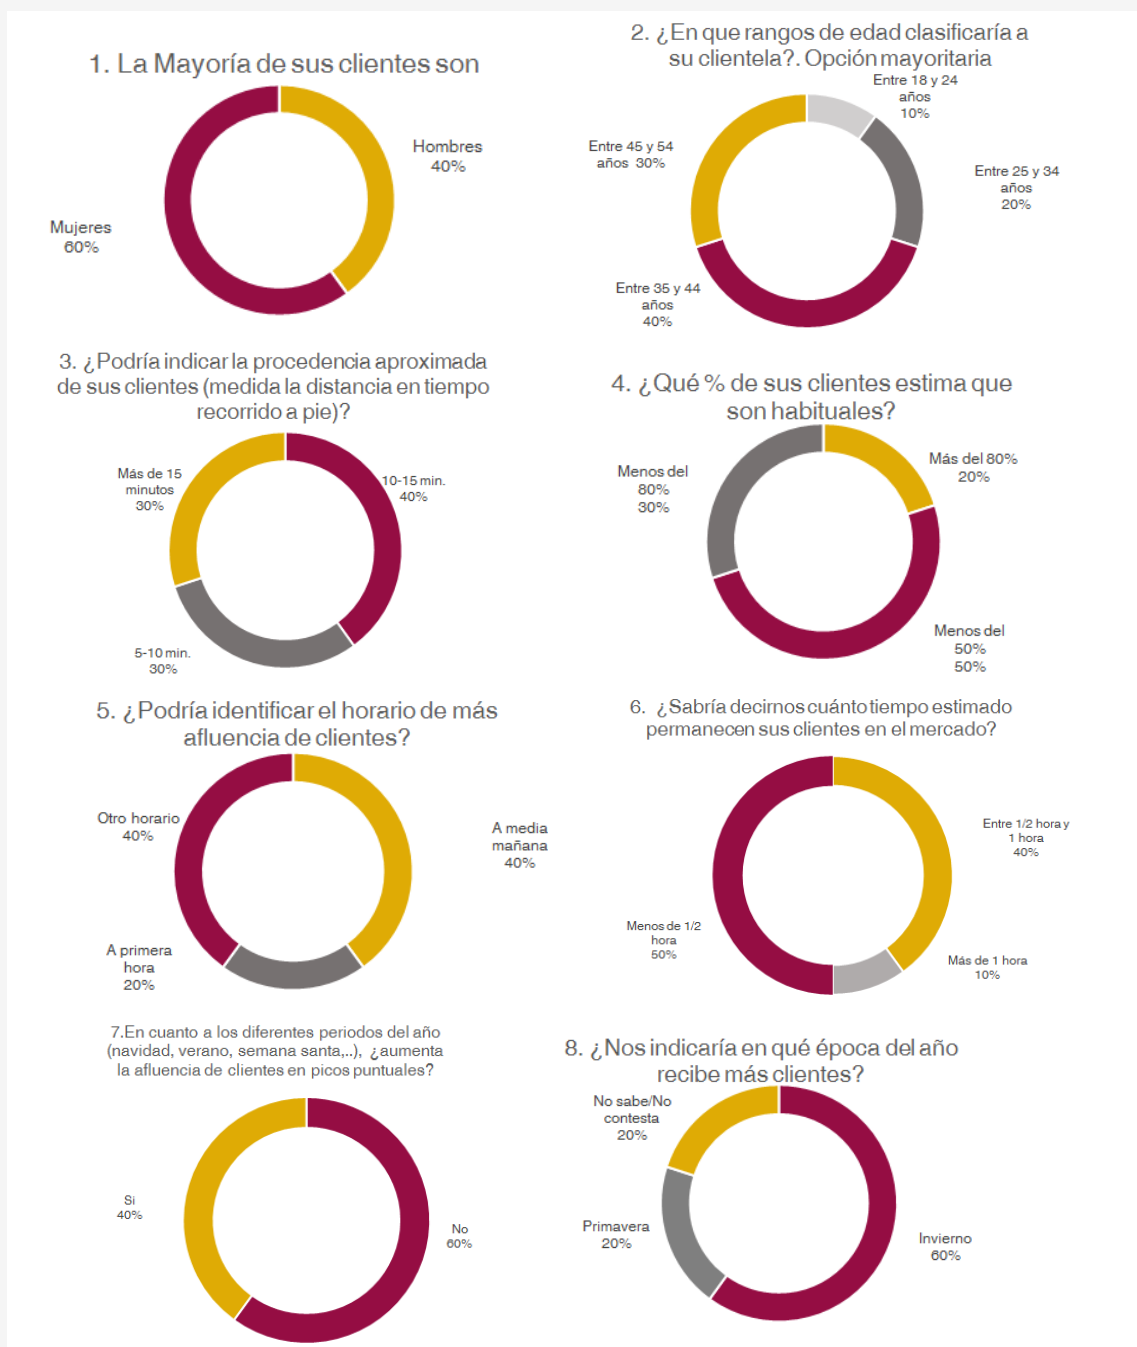 1. La Mayoría de sus clientes son
Hombres
40%
Mujeres
60%
2. ¿En que rangos de edad clasificaría a
su clientela?. Opción mayoritaria
Entre 18 y 24
años
10%
Entre 25 y 34
años
20%
Entre 45 y 54
años 30%
Entre 35 y 44
años
40%
3. ¿Podría indicar la procedencia aproximada
de sus clientes (medida la distancia en tiempo
recorrido a pie)?
Más de 15
minutos
30%
10-15 min.
40%
5-10 min.
30%
4. ¿Qué % de sus clientes estima que
son habituales?
Menos del
80%
30%
Más del 80%
20%
Menos del
50%
50%
5. ¿Podría identificar el horario de más
afluencia de clientes?
Otro horario
40%
A media
mañana
40%
A primera
hora
20%
6. ¿Sabría decirnos cuánto tiempo estimado
permanecen sus clientes en el mercado?
Entre 1/2 hora y
1 hora
40%
Menos de 1/2
hora
50%
Más de 1 hora
10%
7.En cuanto a los diferentes periodos del año
(navidad, verano, semana santa,..), ¿aumenta
la afluencia de clientes en picos puntuales?
Si
40%
No
60%
8. ¿Nos indicaría en qué época del año
recibe más clientes?
No sabe/No
contesta
20%
Primavera
20%
Invierno
60%